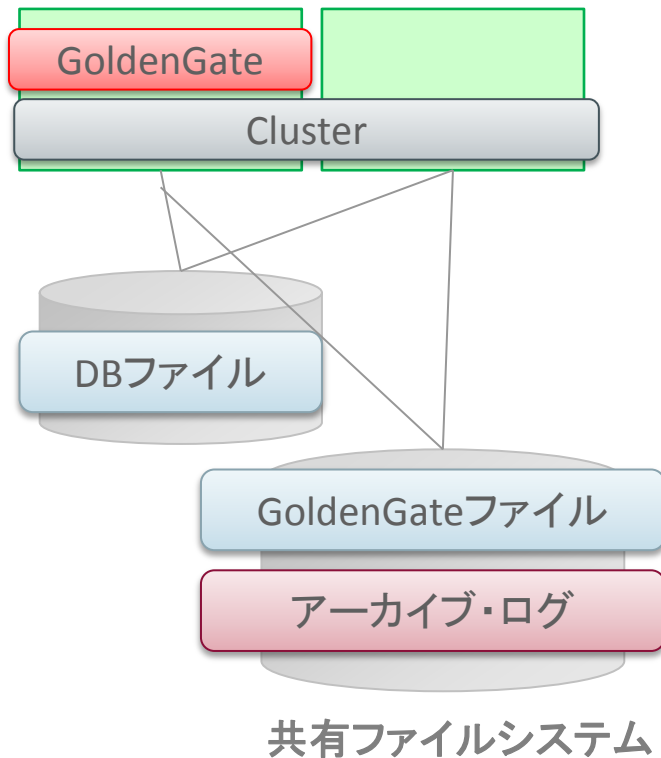 GoldenGate
Cluster
DBファイル
GoldenGateファイル
アーカイブ・ログ
共有ファイルシステム